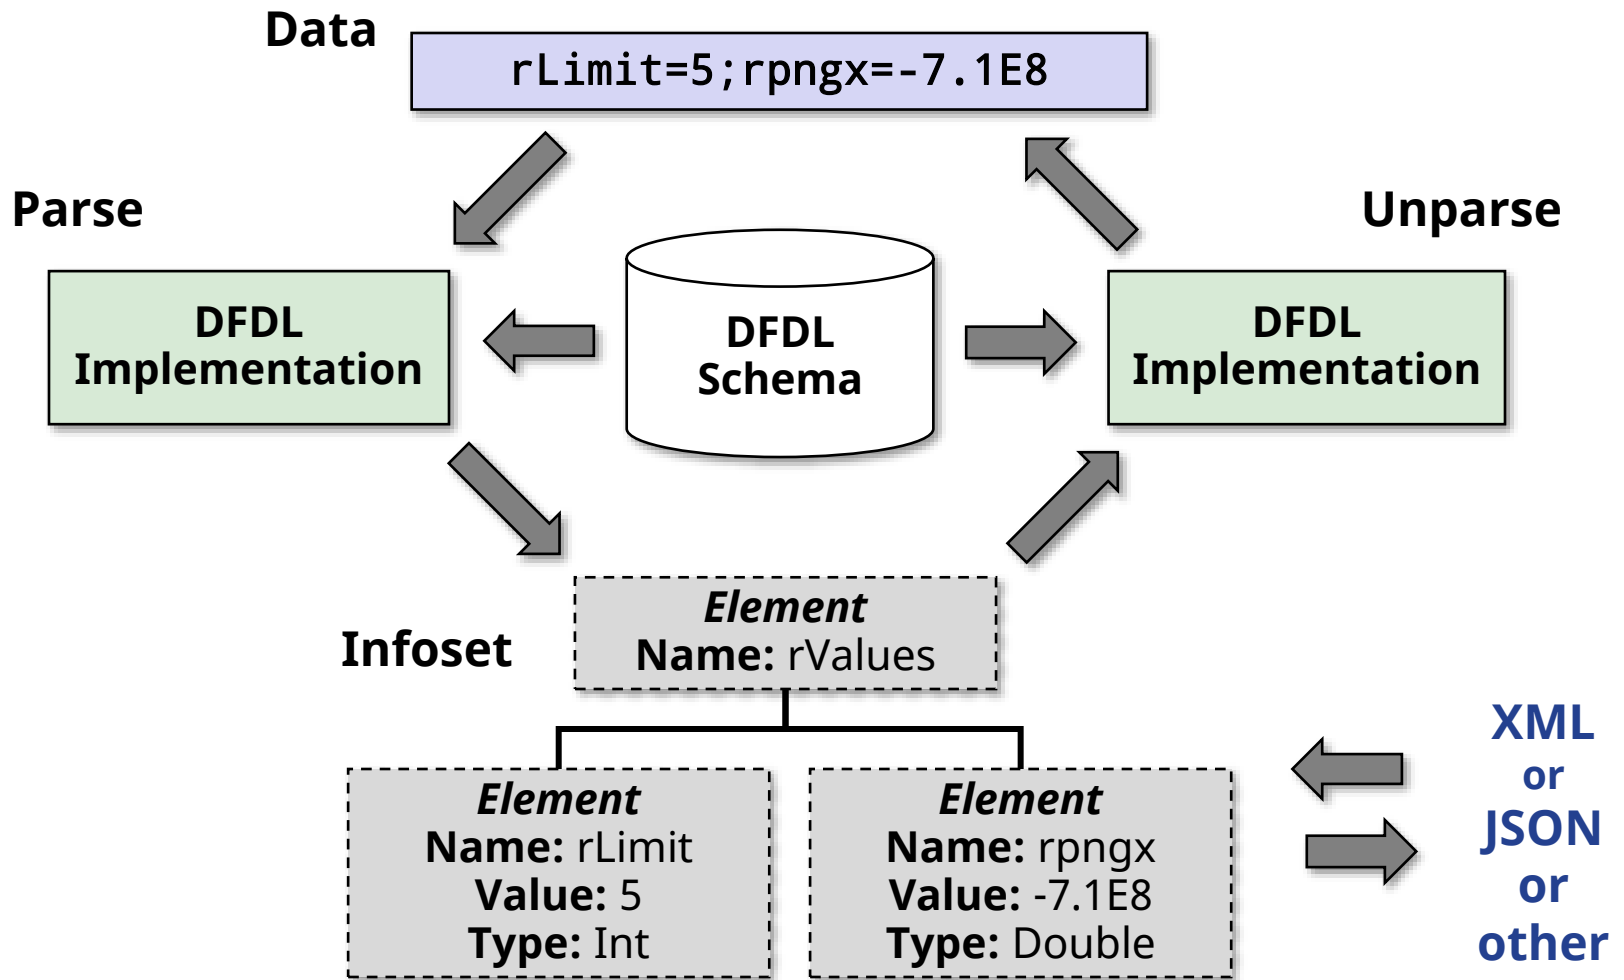 Data
rLimit=5;rpngx=-7.1E8
Parse
Unparse
DFDL
Implementation
DFDL
Schema
DFDL
Implementation
Infoset
Element
Name: rValues
Element
Name: rLimit
Value: 5
Type: Int
Element
Name: rpngx
Value: -7.1E8
Type: Double
XML
or
JSON
or
other